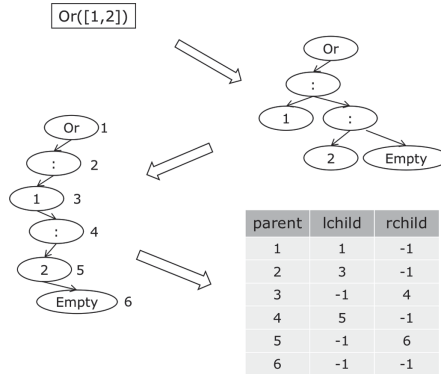 Or([1,2])
Or
:
1
:
2
Empty
Or 1
: 2
1 3
: 4
2 5
Empty 6
parent lchild rchild
1 1 -1
2 3 -1
3 -1 4
4 5 -1
5 -1 6
6 -1 -1